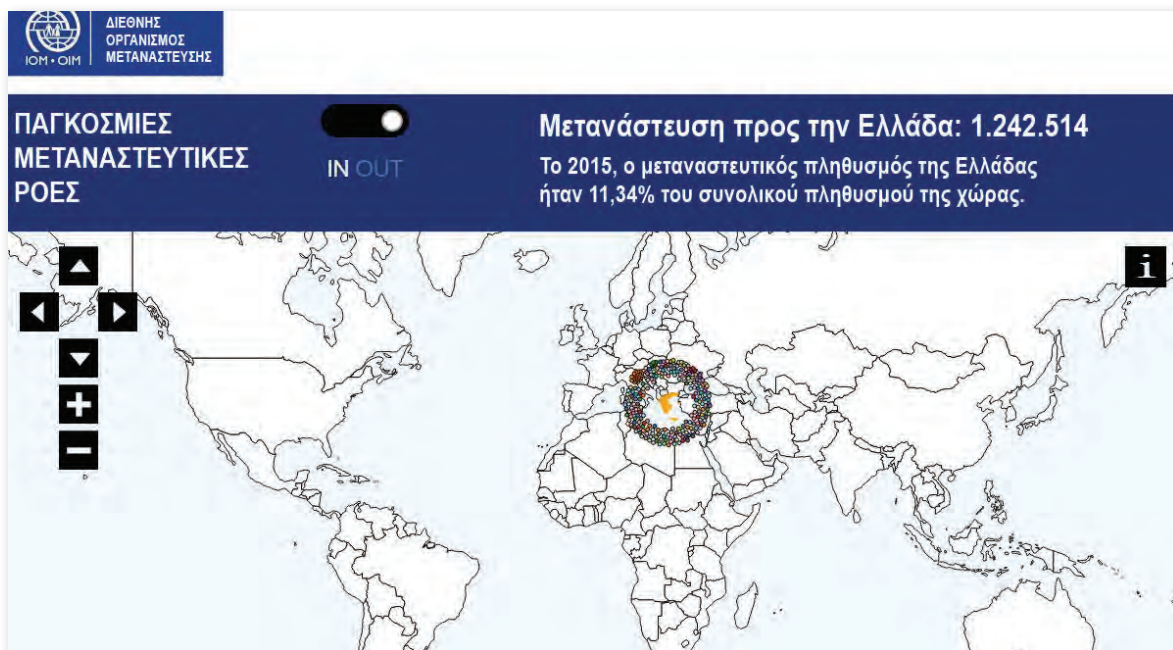 IOM • OIM
ΔΙΕΘΝΗΣ
ΟΡΓΑΝΙΣΜΟΣ
ΜΕΤΑΝΑΣΤΕΥΣΗΣ
ΠΑΓΚΟΣΜΙΕΣ
ΜΕΤΑΝΑΣΤΕΥΤΙΚΕΣ
ΡΟΕΣ
IN OUT
Μετανάστευση προς την Ελλάδα: 1.242.514
Το 2015, ο μεταναστευτικός πληθυσμός της Ελλάδας
ήταν 11,34% του συνολικού πληθυσμού της χώρας.
i